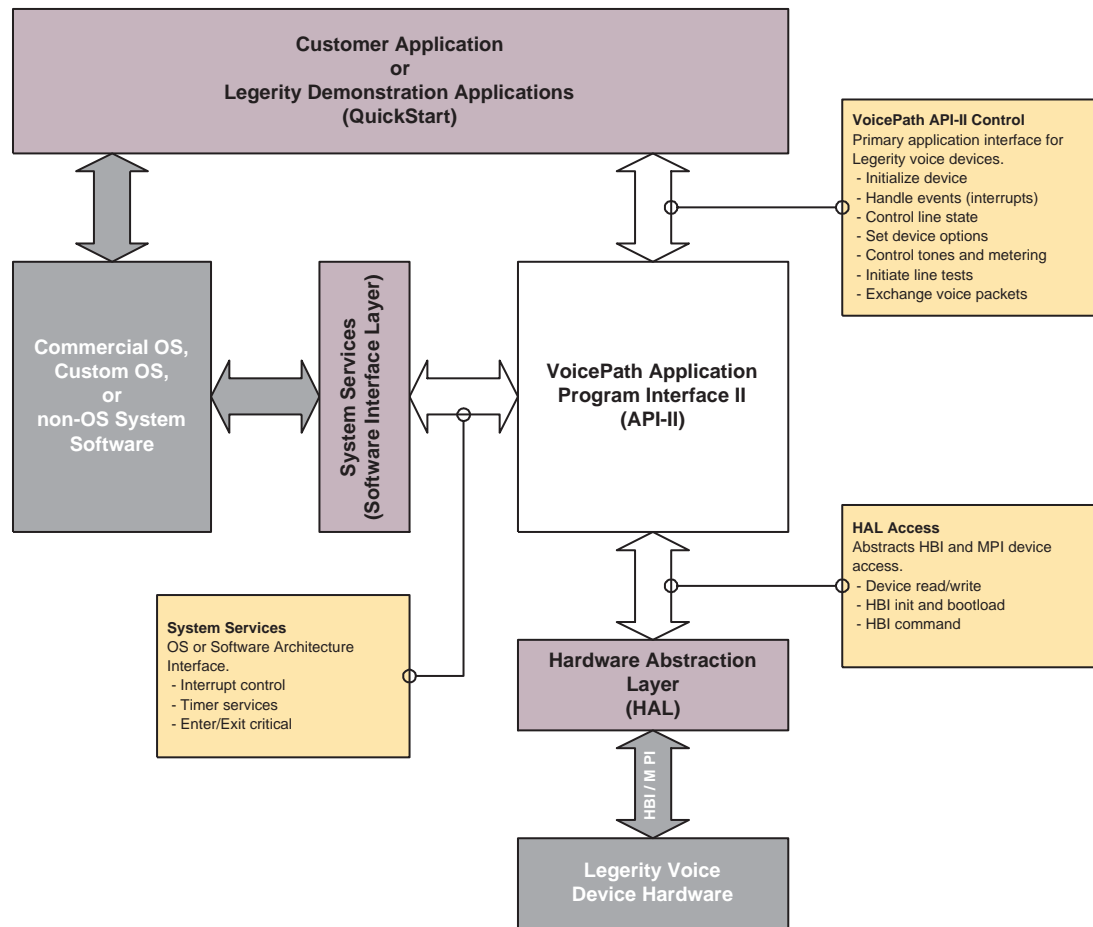 Customer Application
or
Legerity Demonstration Applications
(QuickStart)
VoicePath API-II Control
Primary application interface for
Legerity voice devices.
- Initialize device
- Handle events (interrupts)
- Control line state
- Set device options
- Control tones and metering
- Initiate line tests
- Exchange voice packets
Commercial OS,
Custom OS,
or
non-OS System
Software
System Services
(Software Interface Layer)
VoicePath Application
Program Interface II
(API-II)
HAL Access
Abstracts HBI and MPI device
access.
- Device read/write
- HBI init and bootload
- HBI command
System Services
OS or Software Architecture
Interface.
- Interrupt control
- Timer services
- Enter/Exit critical
Hardware Abstraction
Layer
(HAL)
HBI / M PI
Legerity Voice
Device Hardware